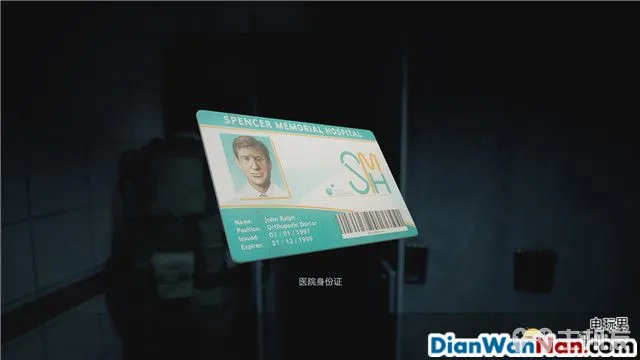 SPENCER MEMORIAL HOSPITAL
SMH
Name: John Ralpe
Position: Orthopedic Doctor
Issued: 01 / 01 / 1997
Expires: 31 / 12 / 1999
医院身份证
电玩男
DianWanNan.com